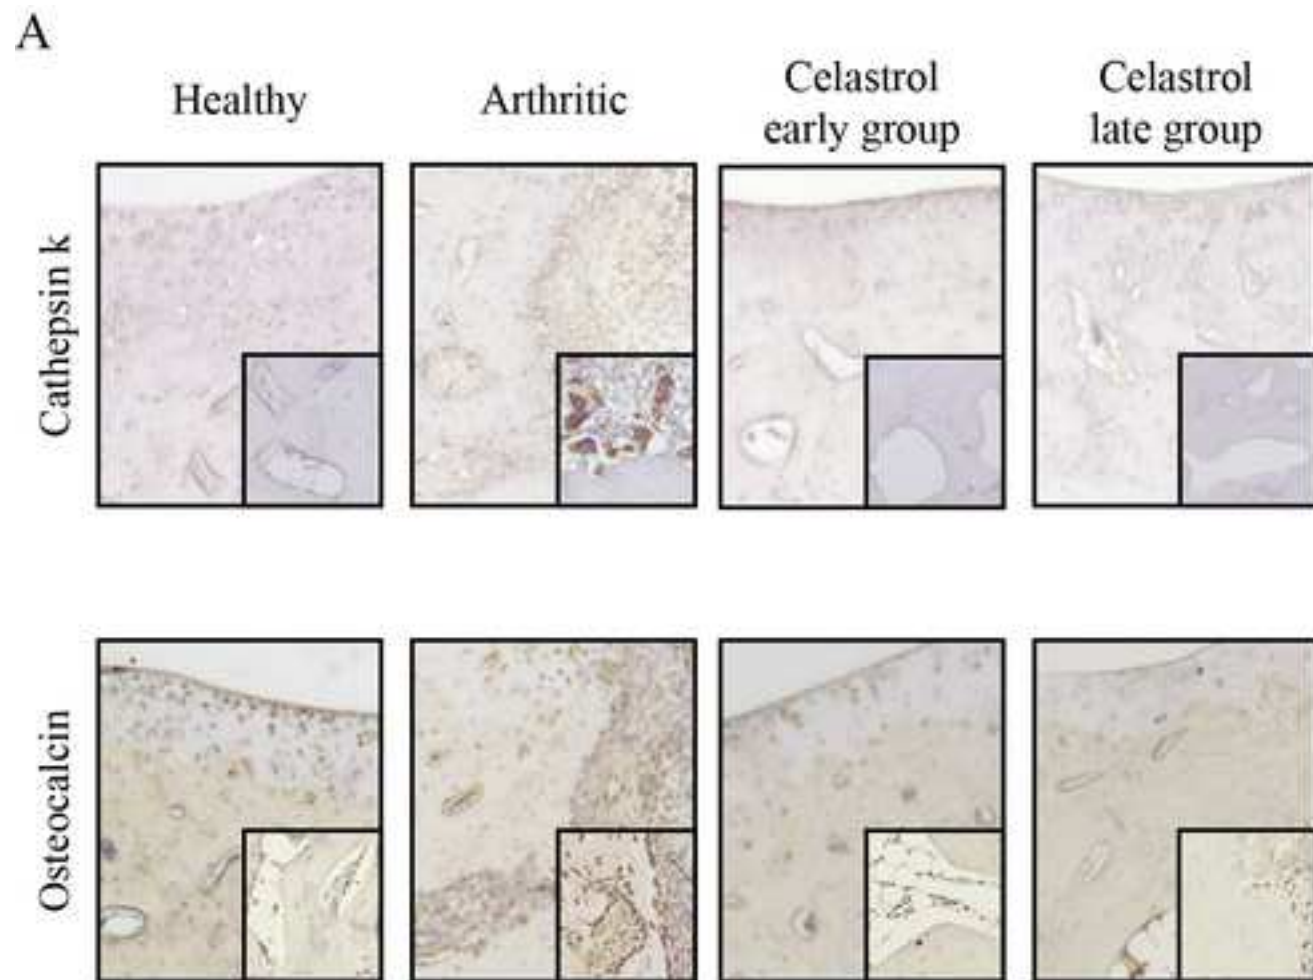 A
Healthy
Arthritic
Celastrol
early group
Celastrol
late group
Cathepsin k
Osteocalcin